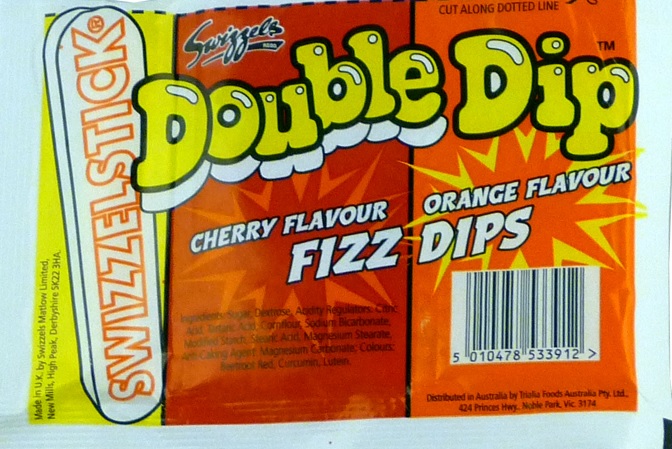 CUT ALONG DOTTED LINE
Swizzels
Double Dip™
SWIZZELSTICK®
CHERRY FLAVOUR
ORANGE FLAVOUR
FIZZ DIPS
Ingredients: Sugar, Dextrose, Acidity Regulators: Citric
Acid, Tartaric Acid; Cornflour, Sodium Bicarbonate,
Modified Starch, Stearic Acid, Magnesium Stearate,
Anti-Caking Agent: Magnesium Carbonate; Colours:
Beetroot Red, Curcumin, Lutein.
5 010478 533912 >
Made in U.K. by Swizzels Matlow Limited,
New Mills, High Peak, Derbyshire SK22 3HA.
Distributed in Australia by Trialia Foods Australia Pty. Ltd.,
424 Princes Hwy., Noble Park, Vic. 3174